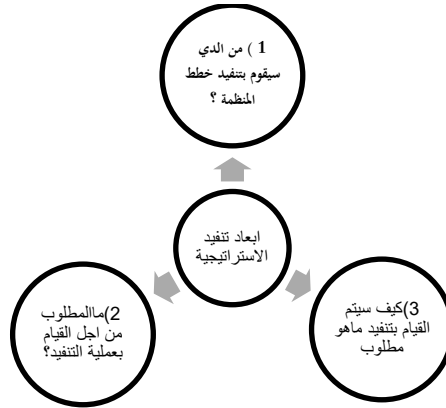 1 ) من الدي
سيقوم بتنفيد خطط
المنظمة ؟
ابعاد تنفيد
الاستراتيجية
2)ماالمطلوب
من اجل القيام
بعملية التنفيد؟
3)كيف سيتم
القيام بتنفيد ماهو
مطلوب